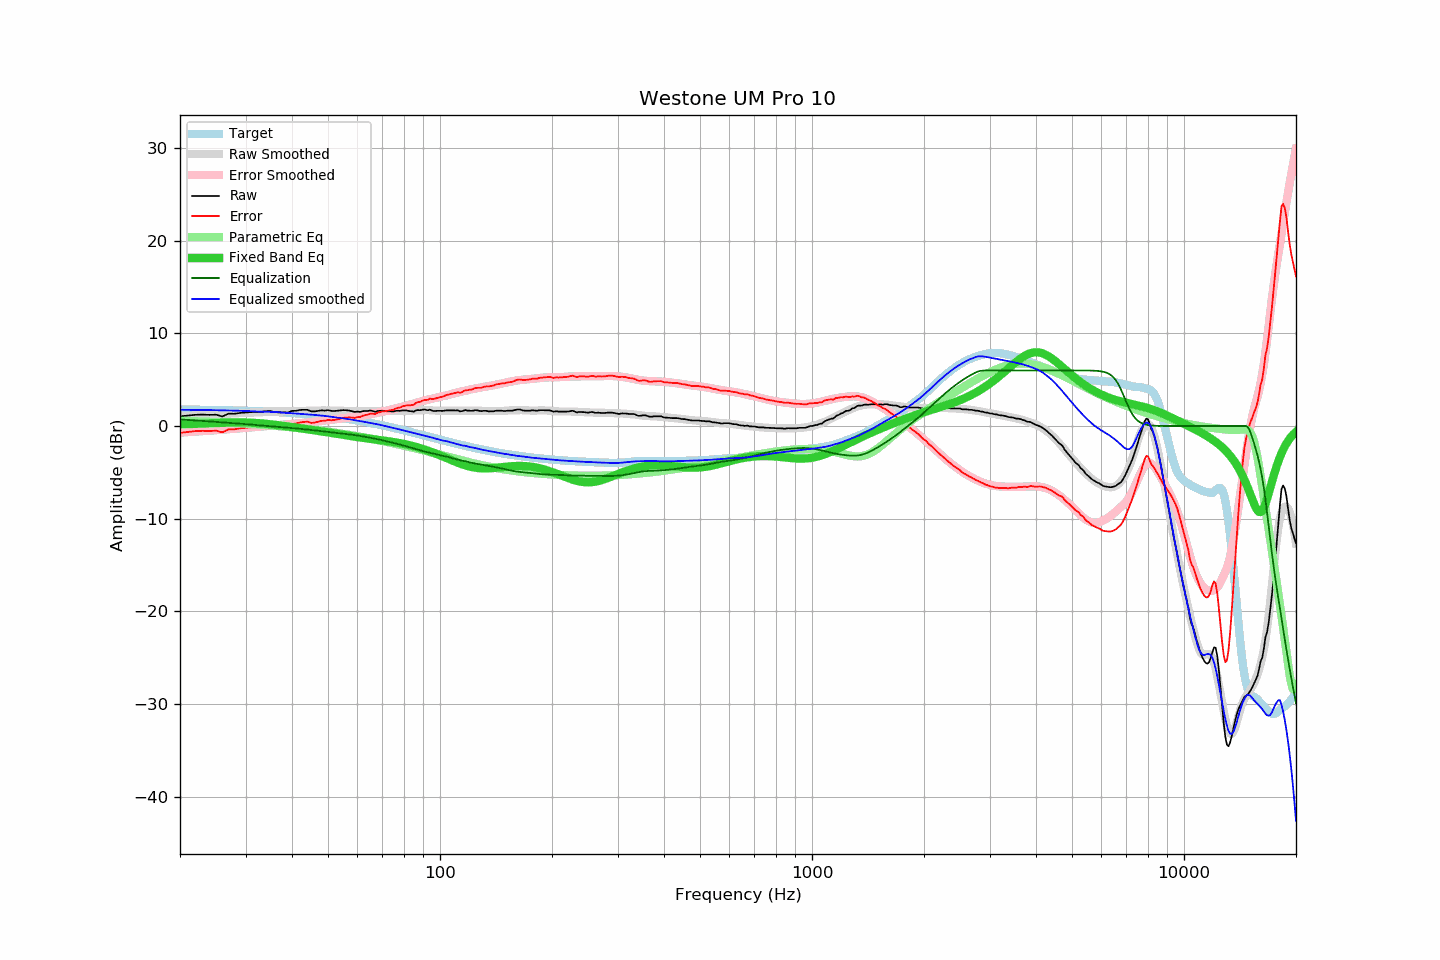 Westone UM Pro 10
Target
Raw Smoothed
Error Smoothed
Raw
Error
Parametric Eq
Fixed Band Eq
Equalization
Equalized smoothed
30
20
10
0
−10
−20
−30
−40
Amplitude (dBr)
100 1000 10000
Frequency (Hz)